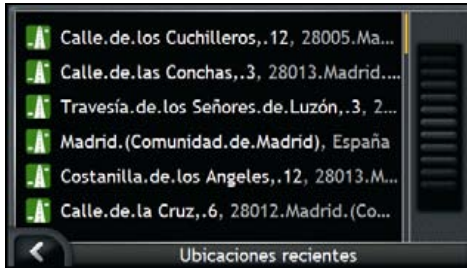 Calle.de.los Cuchilleros,.12, 28005.Ma...
Calle.de.las Conchas,.3, 28013.Madrid....
Travesía.de.los Señores.de.Luzón,.3, 2...
Madrid.(Comunidad.de.Madrid), España
Costanilla.de.los Angeles,.12, 28013.M...
Calle.de.la Cruz,.6, 28012.Madrid.(Co...
Ubicaciones recientes